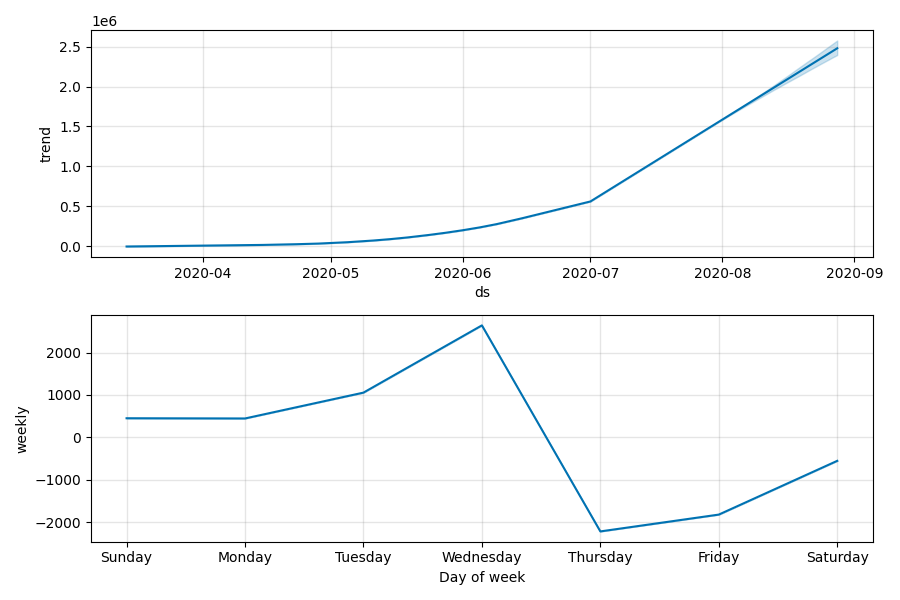 1e6
2.5
2.0
1.5
1.0
0.5
0.0
trend
2020-04 2020-05 2020-06 2020-07 2020-08 2020-09
ds
2000
1000
0
−1000
−2000
weekly
Sunday Monday Tuesday Wednesday Thursday Friday Saturday
Day of week